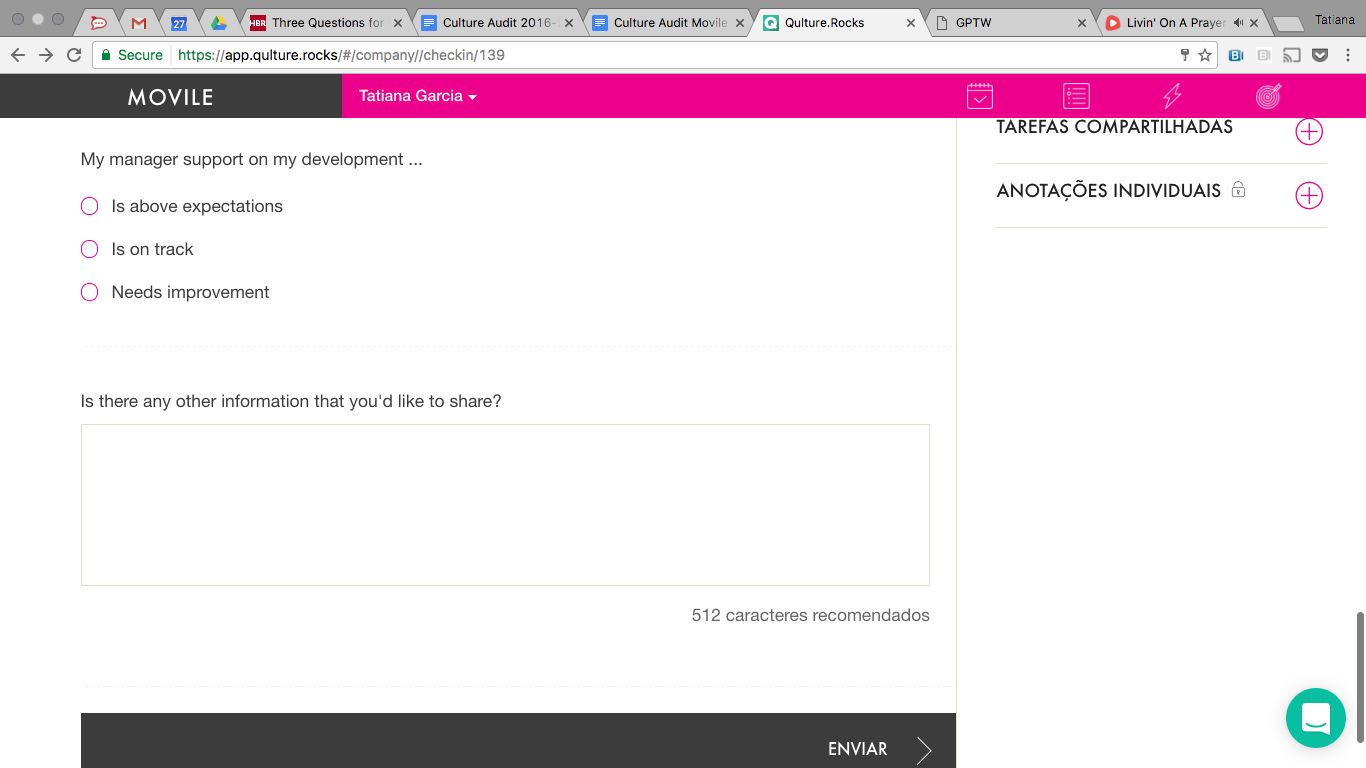 27
HBR Three Questions for
Culture Audit 2016-
Culture Audit Movile
Qulture.Rocks
GPTW
Livin' On A Prayer
Tatiana
Secure https://app.qulture.rocks/#/company//checkin/139
MOVILE
Tatiana Garcia
My manager support on my development ...
Is above expectations
Is on track
Needs improvement
Is there any other information that you'd like to share?
512 caracteres recomendados
ENVIAR
TAREFAS COMPARTILHADAS
ANOTAÇÕES INDIVIDUAIS